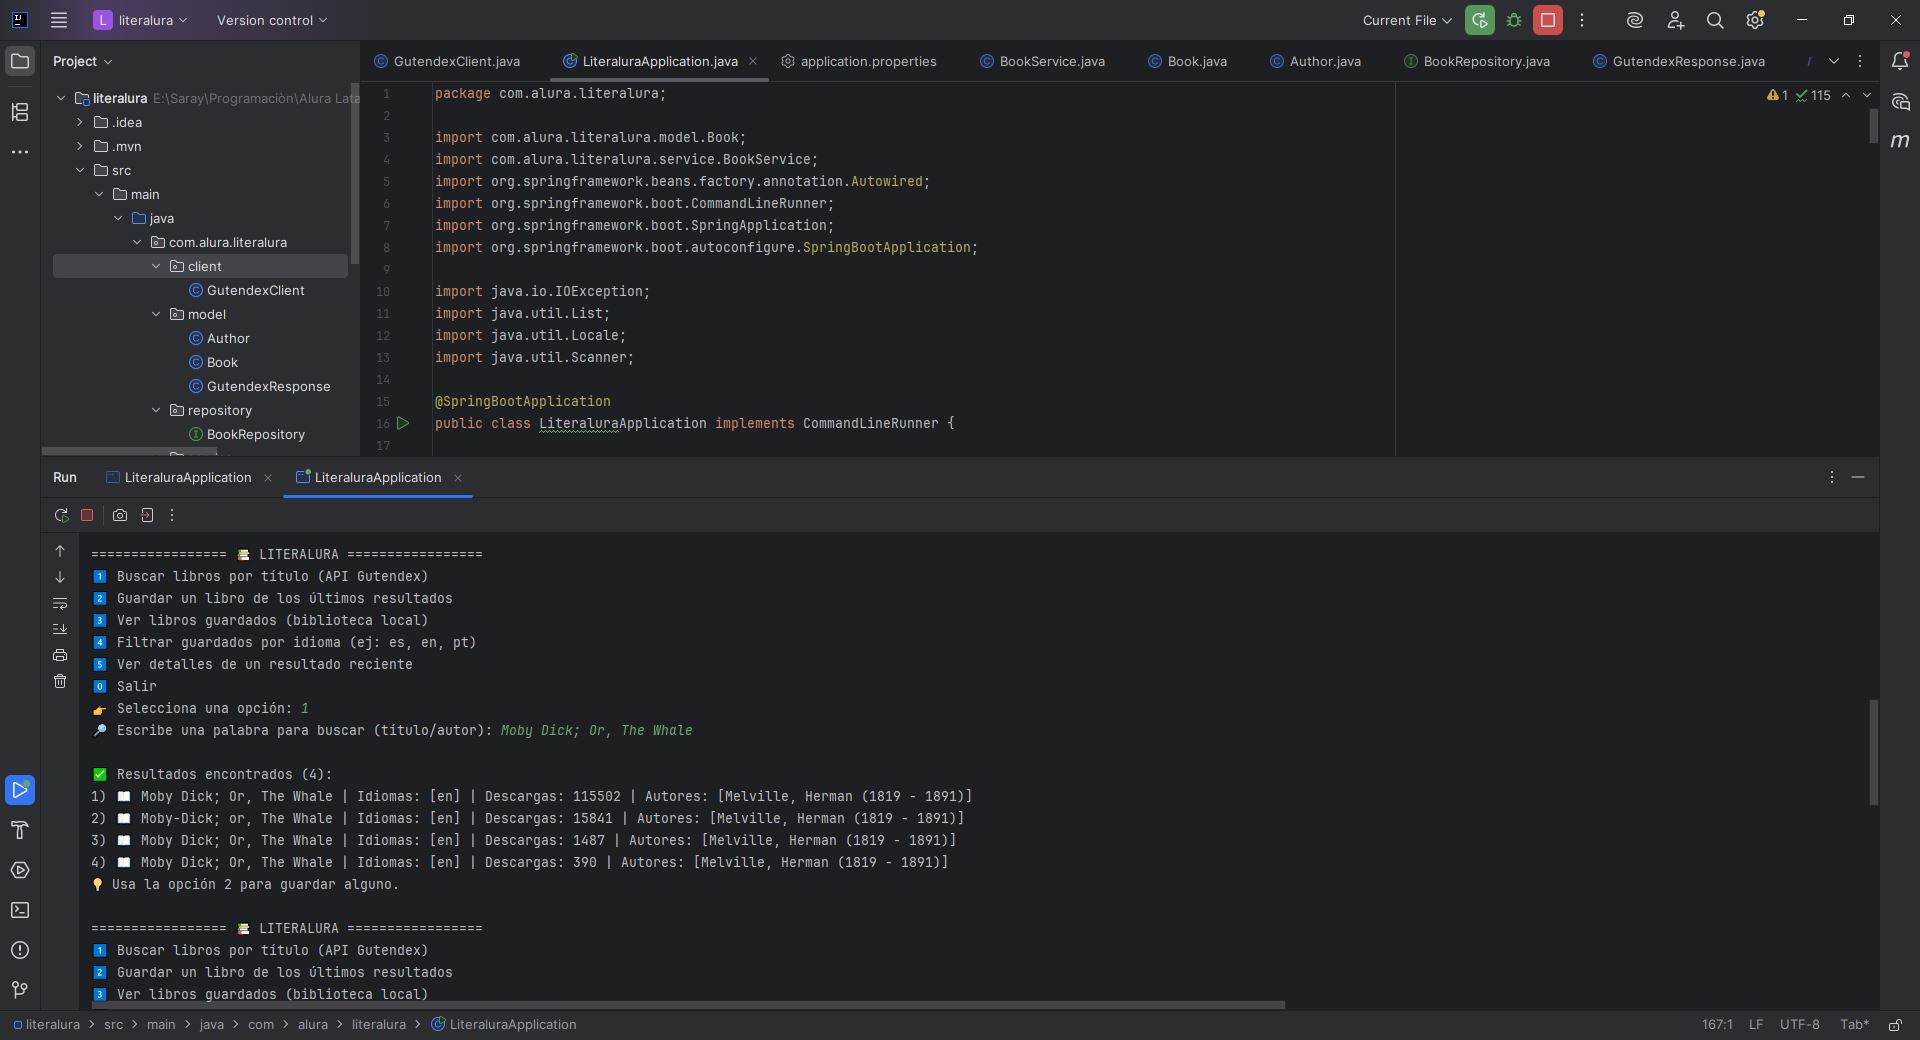 L literalura Version control Current File
Project
GutendexClient.java LiteraluraApplication.java application.properties BookService.java Book.java Author.java BookRepository.java GutendexResponse.java
literalura E:\Saray\Programaciòn\Alura Lata
.idea
.mvn
src
main
java
com.alura.literalura
client
GutendexClient
model
Author
Book
GutendexResponse
repository
BookRepository
1 115
1 package com.alura.literalura;
2
3 import com.alura.literalura.model.Book;
4 import com.alura.literalura.service.BookService;
5 import org.springframework.beans.factory.annotation.Autowired;
6 import org.springframework.boot.CommandLineRunner;
7 import org.springframework.boot.SpringApplication;
8 import org.springframework.boot.autoconfigure.SpringBootApplication;
9
10 import java.io.IOException;
11 import java.util.List;
12 import java.util.Locale;
13 import java.util.Scanner;
14
15 @SpringBootApplication
16 public class LiteraluraApplication implements CommandLineRunner {
17
m
Run LiteraluraApplication LiteraluraApplication
================= 📚 LITERALURA =================
1️⃣ Buscar libros por título (API Gutendex)
2️⃣ Guardar un libro de los últimos resultados
3️⃣ Ver libros guardados (biblioteca local)
4️⃣ Filtrar guardados por idioma (ej: es, en, pt)
5️⃣ Ver detalles de un resultado reciente
0️⃣ Salir
👉 Selecciona una opción: 1
🔎 Escribe una palabra para buscar (título/autor): Moby Dick; Or, The Whale
✅ Resultados encontrados (4):
1) 📖 Moby Dick; Or, The Whale | Idiomas: [en] | Descargas: 115502 | Autores: [Melville, Herman (1819 - 1891)]
2) 📖 Moby-Dick; or, The Whale | Idiomas: [en] | Descargas: 15841 | Autores: [Melville, Herman (1819 - 1891)]
3) 📖 Moby Dick; Or, The Whale | Idiomas: [en] | Descargas: 1487 | Autores: [Melville, Herman (1819 - 1891)]
4) 📖 Moby Dick; Or, The Whale | Idiomas: [en] | Descargas: 390 | Autores: [Melville, Herman (1819 - 1891)]
💡 Usa la opción 2 para guardar alguno.
================= 📚 LITERALURA =================
1️⃣ Buscar libros por título (API Gutendex)
2️⃣ Guardar un libro de los últimos resultados
3️⃣ Ver libros guardados (biblioteca local)
literalura > src > main > java > com > alura > literalura > LiteraluraApplication 167:1 LF UTF-8 Tab*